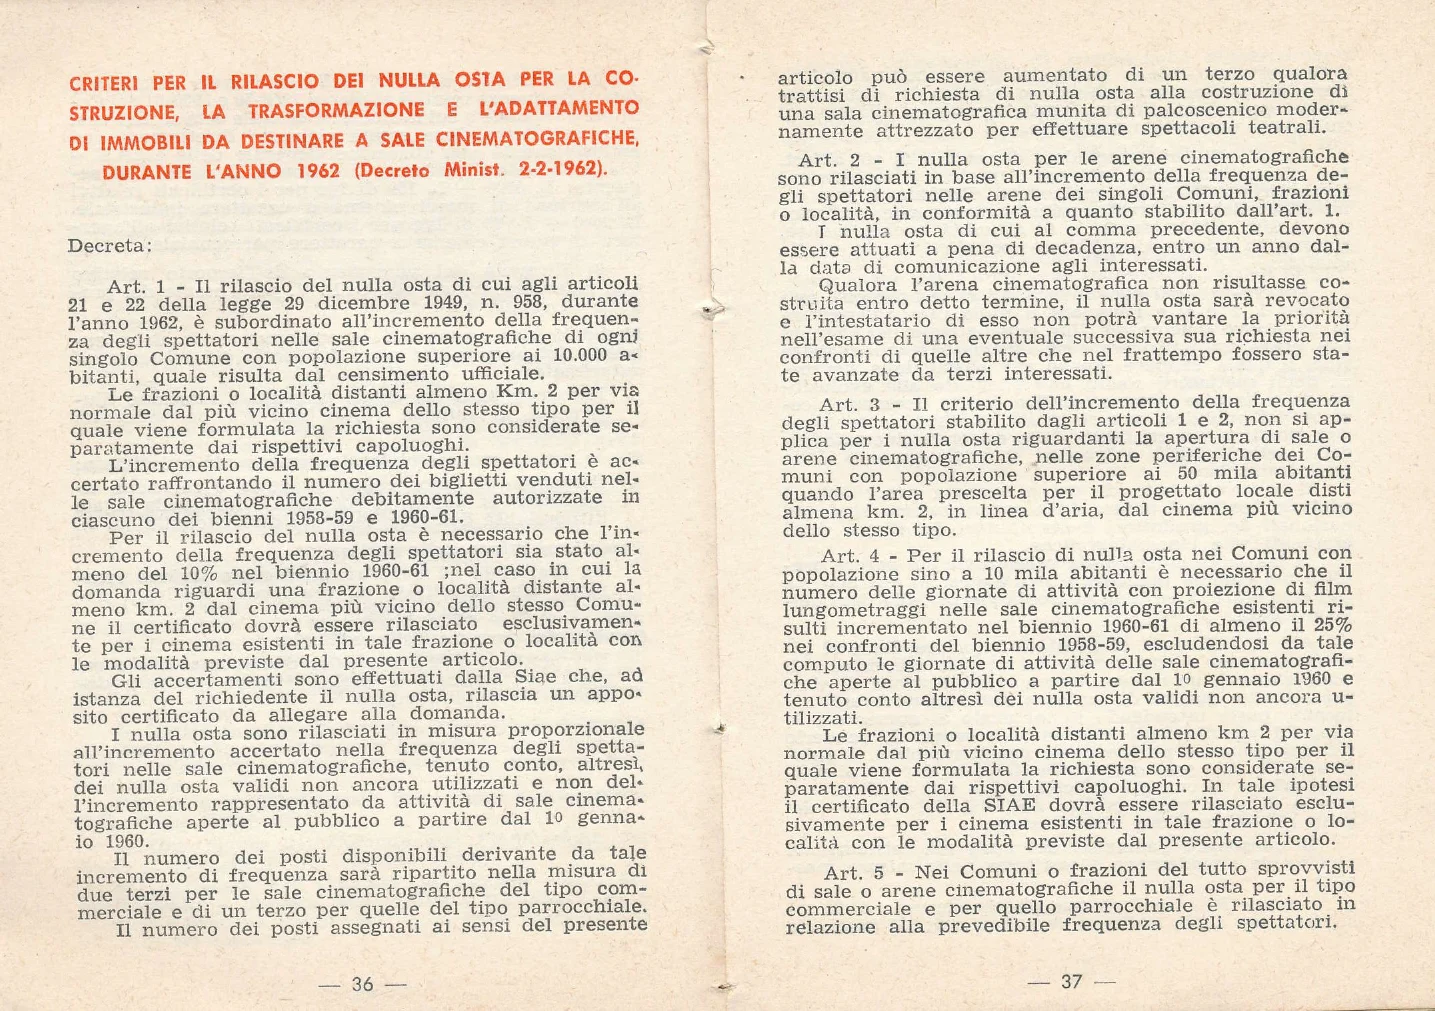 CRITERI PER IL RILASCIO DEI NULLA OSTA PER LA CO-
STRUZIONE, LA TRASFORMAZIONE E L'ADATTAMENTO
DI IMMOBILI DA DESTINARE A SALE CINEMATOGRAFICHE,
DURANTE L'ANNO 1962 (Decreto Minist. 2-2-1962).
Decreta:
Art. 1 - Il rilascio del nulla osta di cui agli articoli
21 e 22 della legge 29 dicembre 1949, n. 958, durante
l'anno 1962, è subordinato all'incremento della frequen-
za degli spettatori nelle sale cinematografiche di ogni
singolo Comune con popolazione superiore ai 10.000 a-
bitanti, quale risulta dal censimento ufficiale.
Le frazioni o località distanti almeno Km. 2 per via
normale dal più vicino cinema dello stesso tipo per il
quale viene formulata la richiesta sono considerate se-
paratamente dai rispettivi capoluoghi.
L'incremento della frequenza degli spettatori è ac-
certato raffrontando il numero dei biglietti venduti nel-
le sale cinematografiche debitamente autorizzate in
ciascuno dei bienni 1958-59 e 1960-61.
Per il rilascio del nulla osta è necessario che l'in-
cremento della frequenza degli spettatori sia stato al-
meno del 10% nel biennio 1960-61 ;nel caso in cui la
domanda riguardi una frazione o località distante al-
meno km. 2 dal cinema più vicino dello stesso Comu-
ne il certificato dovrà essere rilasciato esclusivamen-
te per i cinema esistenti in tale frazione o località con
le modalità previste dal presente articolo.
Gli accertamenti sono effettuati dalla Siae che, ad
istanza del richiedente il nulla osta, rilascia un appo-
sito certificato da allegare alla domanda.
I nulla osta sono rilasciati in misura proporzionale
all'incremento accertato nella frequenza degli spetta-
tori nelle sale cinematografiche, tenuto conto, altresì,
dei nulla osta validi non ancora utilizzati e non del-
l'incremento rappresentato da attività di sale cinema-
tografiche aperte al pubblico a partire dal 1º genna-
io 1960.
Il numero dei posti disponibili derivante da tale
incremento di frequenza sarà ripartito nella misura di
due terzi per le sale cinematografiche del tipo com-
merciale e di un terzo per quelle del tipo parrocchiale.
Il numero dei posti assegnati ai sensi del presente
— 36 —
articolo può essere aumentato di un terzo qualora
trattisi di richiesta di nulla osta alla costruzione di
una sala cinematografica munita di palcoscenico moder-
namente attrezzato per effettuare spettacoli teatrali.
Art. 2 - I nulla osta per le arene cinematografiche
sono rilasciati in base all'incremento della frequenza de-
gli spettatori nelle arene dei singoli Comuni, frazioni
o località, in conformità a quanto stabilito dall'art. 1.
I nulla osta di cui al comma precedente, devono
essere attuati a pena di decadenza, entro un anno dal-
la data di comunicazione agli interessati.
Qualora l'arena cinematografica non risultasse co-
struita entro detto termine, il nulla osta sarà revocato
e l'intestatario di esso non potrà vantare la priorità
nell'esame di una eventuale successiva sua richiesta nei
confronti di quelle altre che nel frattempo fossero sta-
te avanzate da terzi interessati.
Art. 3 - Il criterio dell'incremento della frequenza
degli spettatori stabilito dagli articoli 1 e 2, non si ap-
plica per i nulla osta riguardanti la apertura di sale o
arene cinematografiche, nelle zone periferiche dei Co-
muni con popolazione superiore ai 50 mila abitanti
quando l'area prescelta per il progettato locale disti
almena km. 2, in linea d'aria, dal cinema più vicino
dello stesso tipo.
Art. 4 - Per il rilascio di nulla osta nei Comuni con
popolazione sino a 10 mila abitanti è necessario che il
numero delle giornate di attività con proiezione di film
lungometraggi nelle sale cinematografiche esistenti ri-
sulti incrementato nel biennio 1960-61 di almeno il 25%
nei confronti del biennio 1958-59, escludendosi da tale
computo le giornate di attività delle sale cinematografi-
che aperte al pubblico a partire dal 1º gennaio 1960 e
tenuto conto altresì dei nulla osta validi non ancora u-
tilizzati.
Le frazioni o località distanti almeno km 2 per via
normale dal più vicino cinema dello stesso tipo per il
quale viene formulata la richiesta sono considerate se-
paratamente dai rispettivi capoluoghi. In tale ipotesi
il certificato della SIAE dovrà essere rilasciato esclu-
sivamente per i cinema esistenti in tale frazione o lo-
calità con le modalità previste dal presente articolo.
Art. 5 - Nei Comuni o frazioni del tutto sprovvisti
di sale o arene cinematografiche il nulla osta per il tipo
commerciale e per quello parrocchiale è rilasciato in
relazione alla prevedibile frequenza degli spettatori.
— 37 —